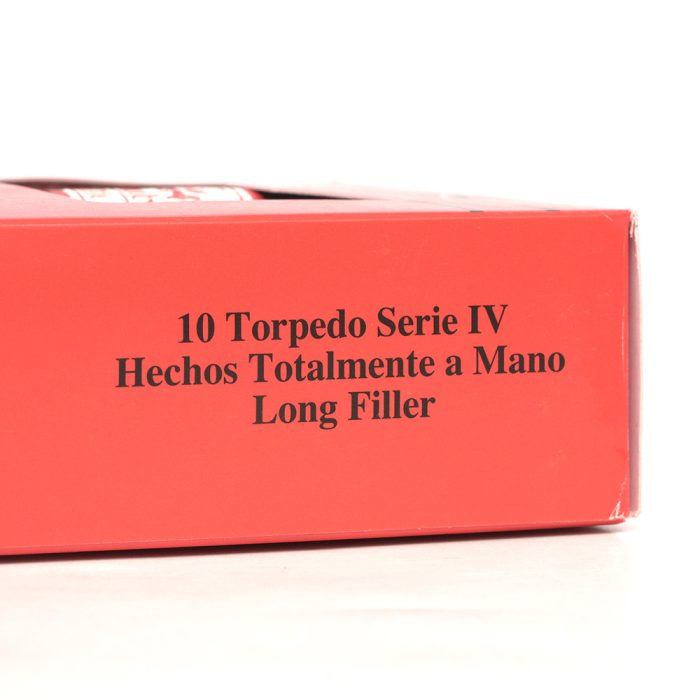 10 Torpedo Serie IV
Hechos Totalmente a Mano
Long Filler